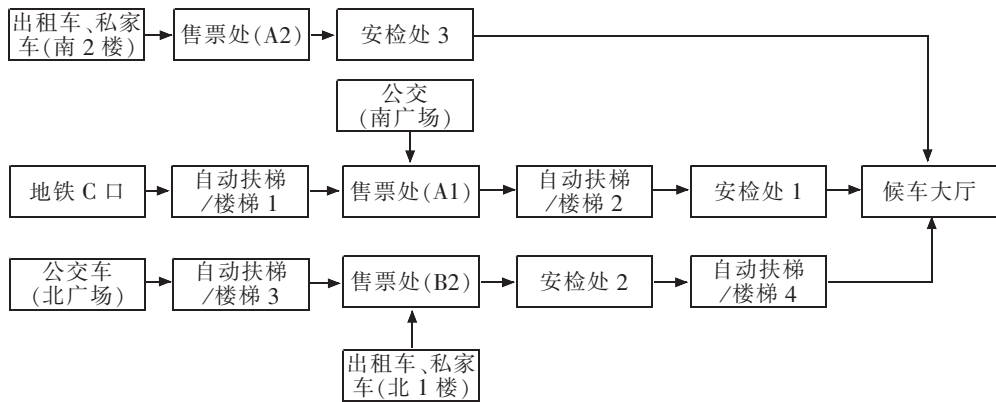 出租车、私家
车(南 2 楼)
售票处(A2)
安检处 3
公交
(南广场)
地铁 C 口
自动扶梯
/楼梯 1
售票处(A1)
自动扶梯
/楼梯 2
安检处 1
候车大厅
公交车
(北广场)
自动扶梯
/楼梯 3
售票处(B2)
安检处 2
自动扶梯
/楼梯 4
出租车、私家
车(北 1 楼)